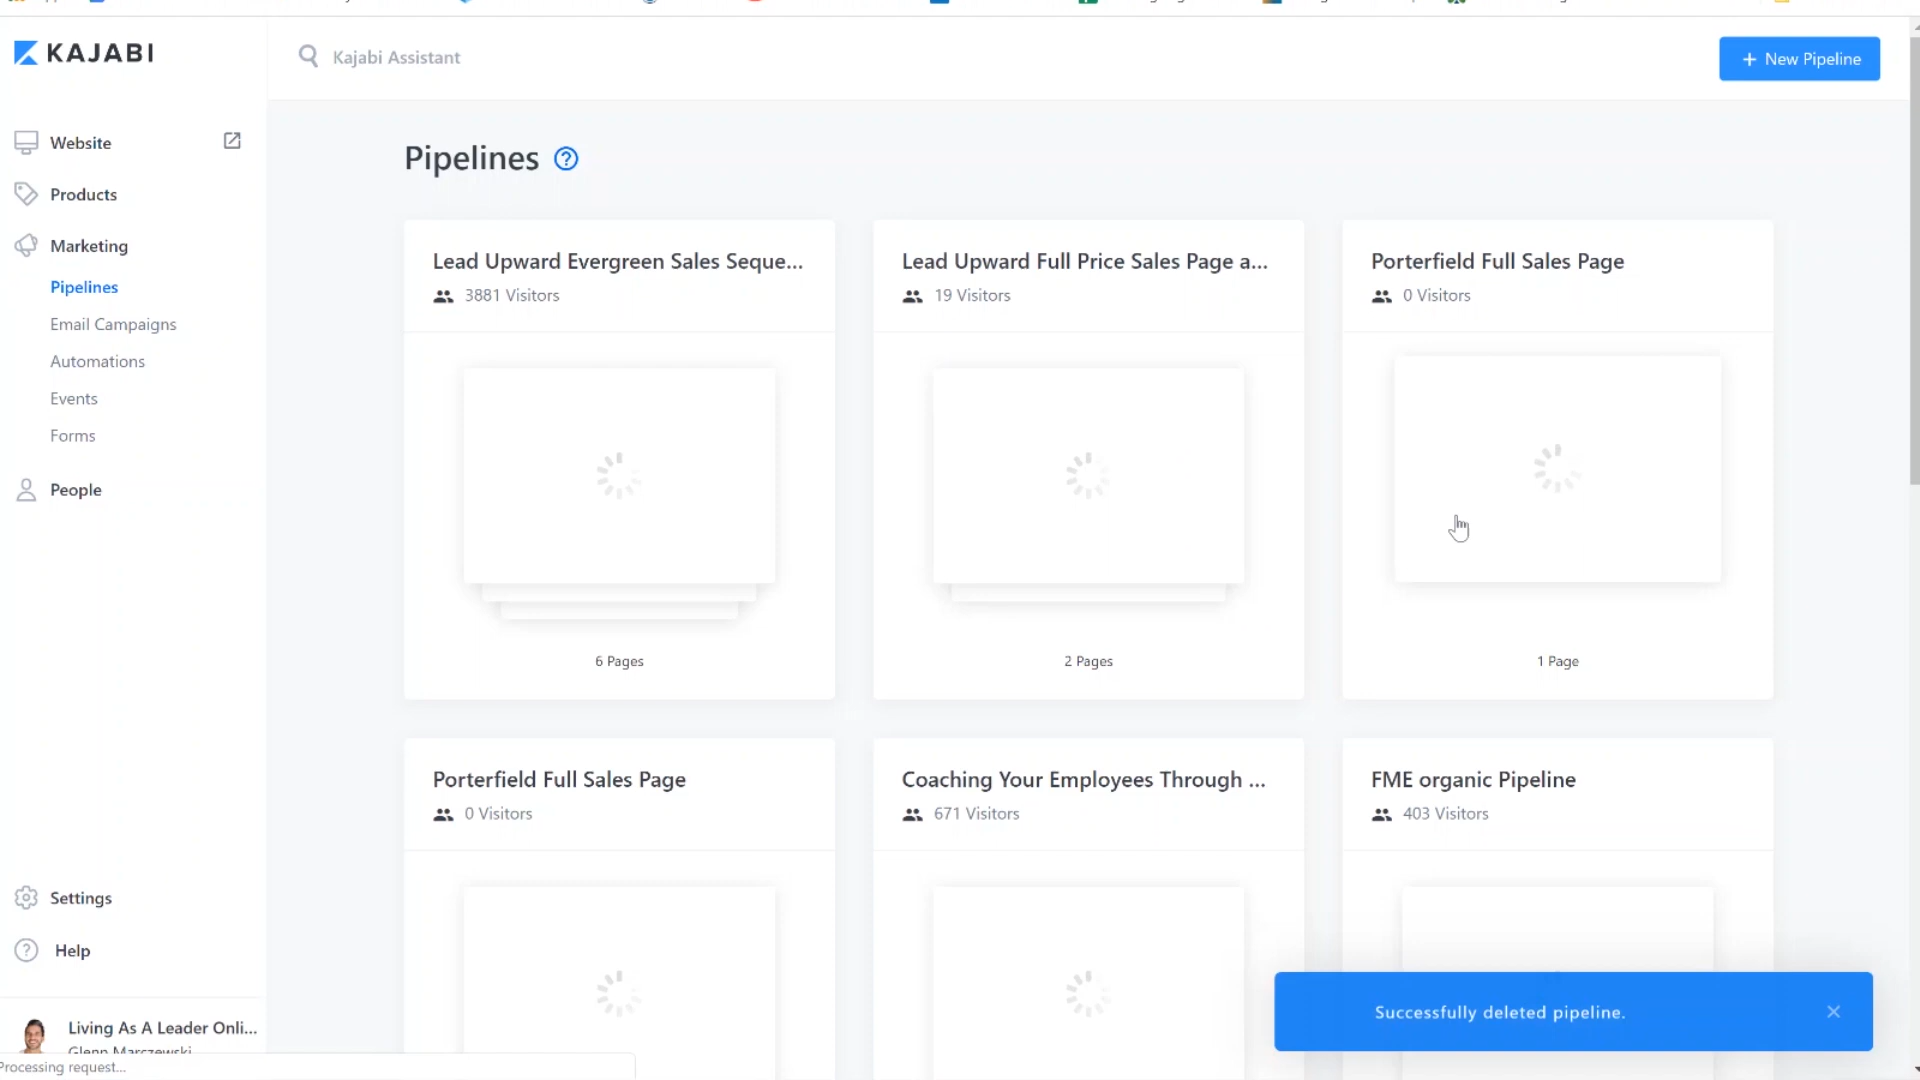 KAJABI
Kajabi Assistant
+ New Pipeline
Website
Products
Marketing
Pipelines
Email Campaigns
Automations
Events
Forms
People
Settings
Help
Living As A Leader Onli...
Glenn Marczewski
Processing request...
Pipelines
Lead Upward Evergreen Sales Seque...
3881 Visitors
6 Pages
Lead Upward Full Price Sales Page a...
19 Visitors
2 Pages
Porterfield Full Sales Page
0 Visitors
1 Page
Porterfield Full Sales Page
0 Visitors
Coaching Your Employees Through ...
671 Visitors
FME organic Pipeline
403 Visitors
Successfully deleted pipeline.